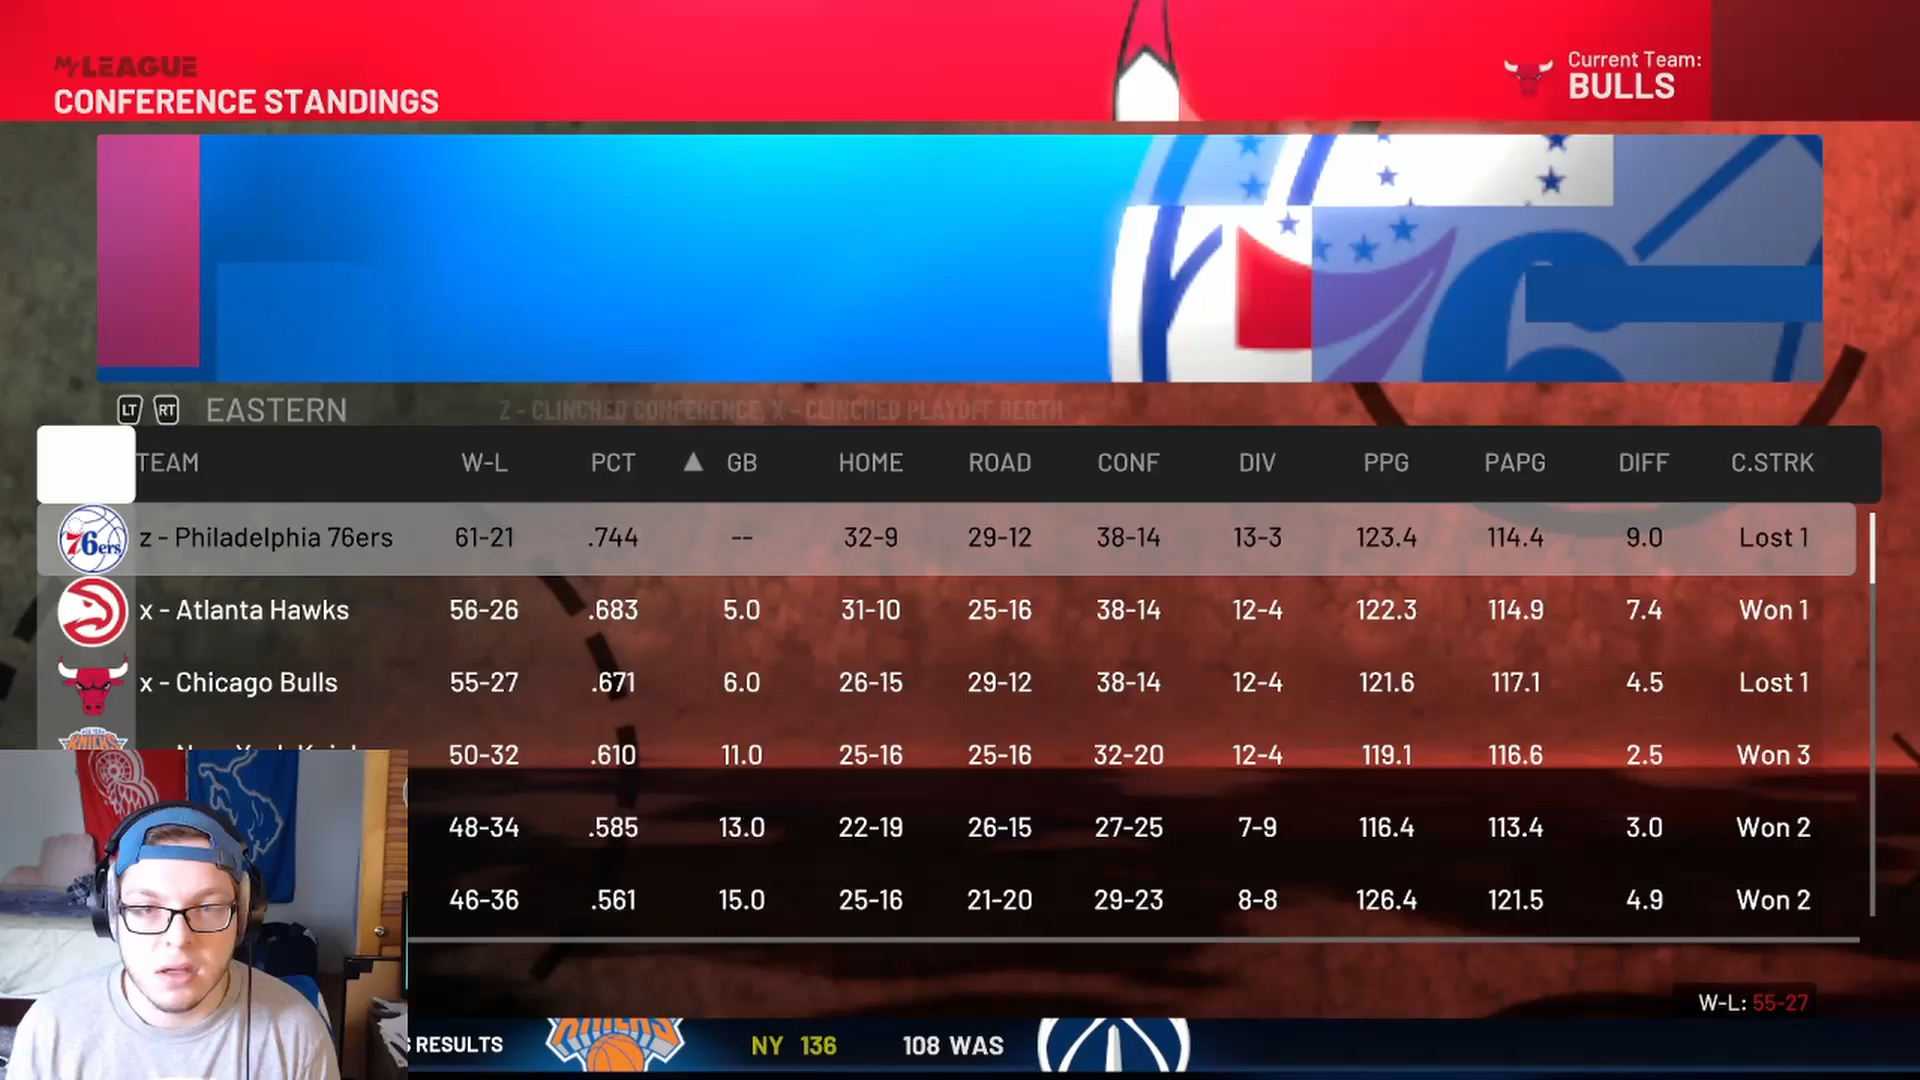 MyLEAGUE
CONFERENCE STANDINGS
Current Team:
BULLS
LT RT EASTERN Z - CLINCHED CONFERENCE, X - CLINCHED PLAYOFF BERTH
TEAM W-L PCT GB HOME ROAD CONF DIV PPG PAPG DIFF C.STRK
76ers z - Philadelphia 76ers 61-21 .744 -- 32-9 29-12 38-14 13-3 123.4 114.4 9.0 Lost 1
x - Atlanta Hawks 56-26 .683 5.0 31-10 25-16 38-14 12-4 122.3 114.9 7.4 Won 1
x - Chicago Bulls 55-27 .671 6.0 26-15 29-12 38-14 12-4 121.6 117.1 4.5 Lost 1
KNICKS 50-32 .610 11.0 25-16 25-16 32-20 12-4 119.1 116.6 2.5 Won 3
48-34 .585 13.0 22-19 26-15 27-25 7-9 116.4 113.4 3.0 Won 2
46-36 .561 15.0 25-16 21-20 29-23 8-8 126.4 121.5 4.9 Won 2
W-L: 55-27
RESULTS KNICKS NY 136 108 WAS